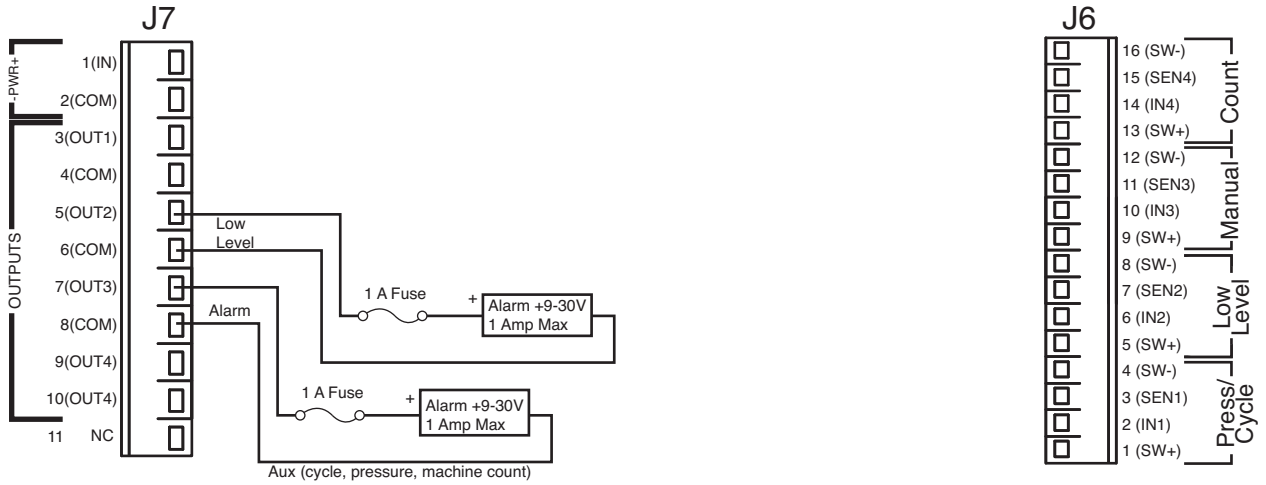 J7
-PWR+
1(IN)
2(COM)
OUTPUTS
3(OUT1)
4(COM)
5(OUT2)
6(COM)
7(OUT3)
8(COM)
9(OUT4)
10(OUT4)
11 NC
Low
Level
1 A Fuse
+
Alarm +9-30V
1 Amp Max
Alarm
1 A Fuse
+
Alarm +9-30V
1 Amp Max
Aux (cycle, pressure, machine count)
J6
16 (SW-)
15 (SEN4)
14 (IN4)
13 (SW+)
Count
12 (SW-)
11 (SEN3)
10 (IN3)
9 (SW+)
Manual
8 (SW-)
7 (SEN2)
6 (IN2)
5 (SW+)
Low
Level
4 (SW-)
3 (SEN1)
2 (IN1)
1 (SW+)
Press/
Cycle